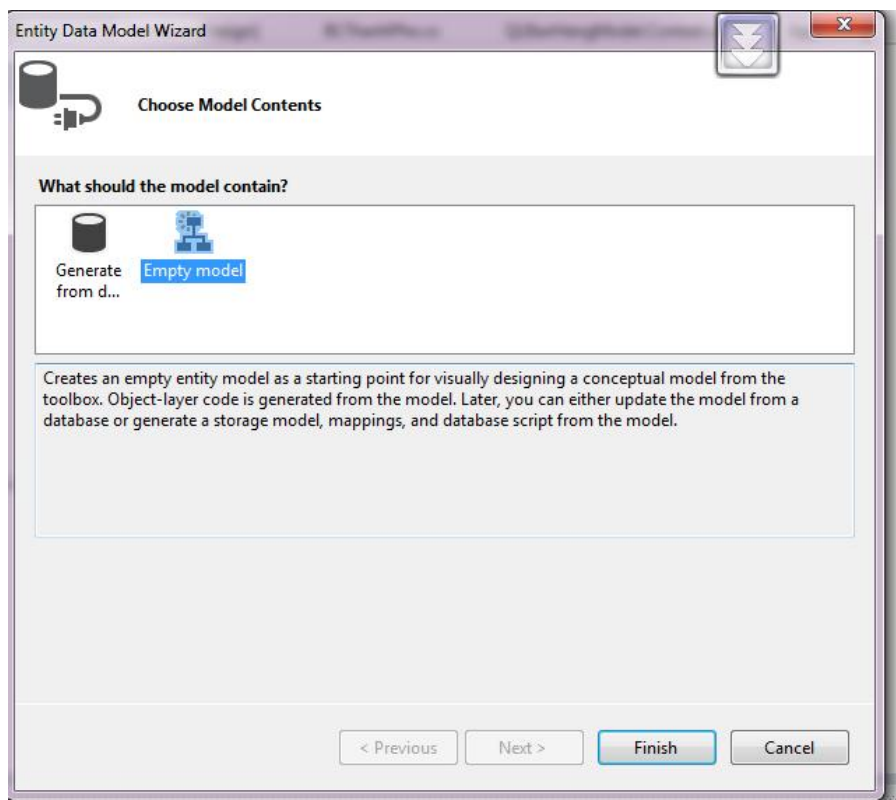 Entity Data Model Wizard
Choose Model Contents
What should the model contain?
Generate from d...
Empty model
Creates an empty entity model as a starting point for visually designing a conceptual model from the
toolbox. Object-layer code is generated from the model. Later, you can either update the model from a
database or generate a storage model, mappings, and database script from the model.
< Previous
Next >
Finish
Cancel